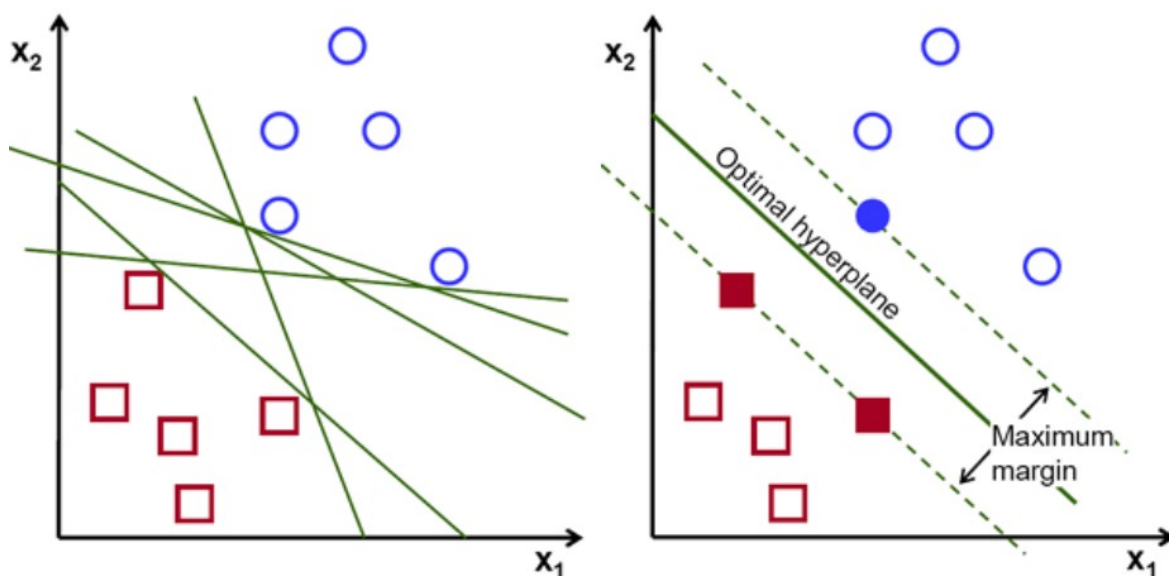 x₂
x₁
x₂
Optimal hyperplane
Maximum
margin
x₁